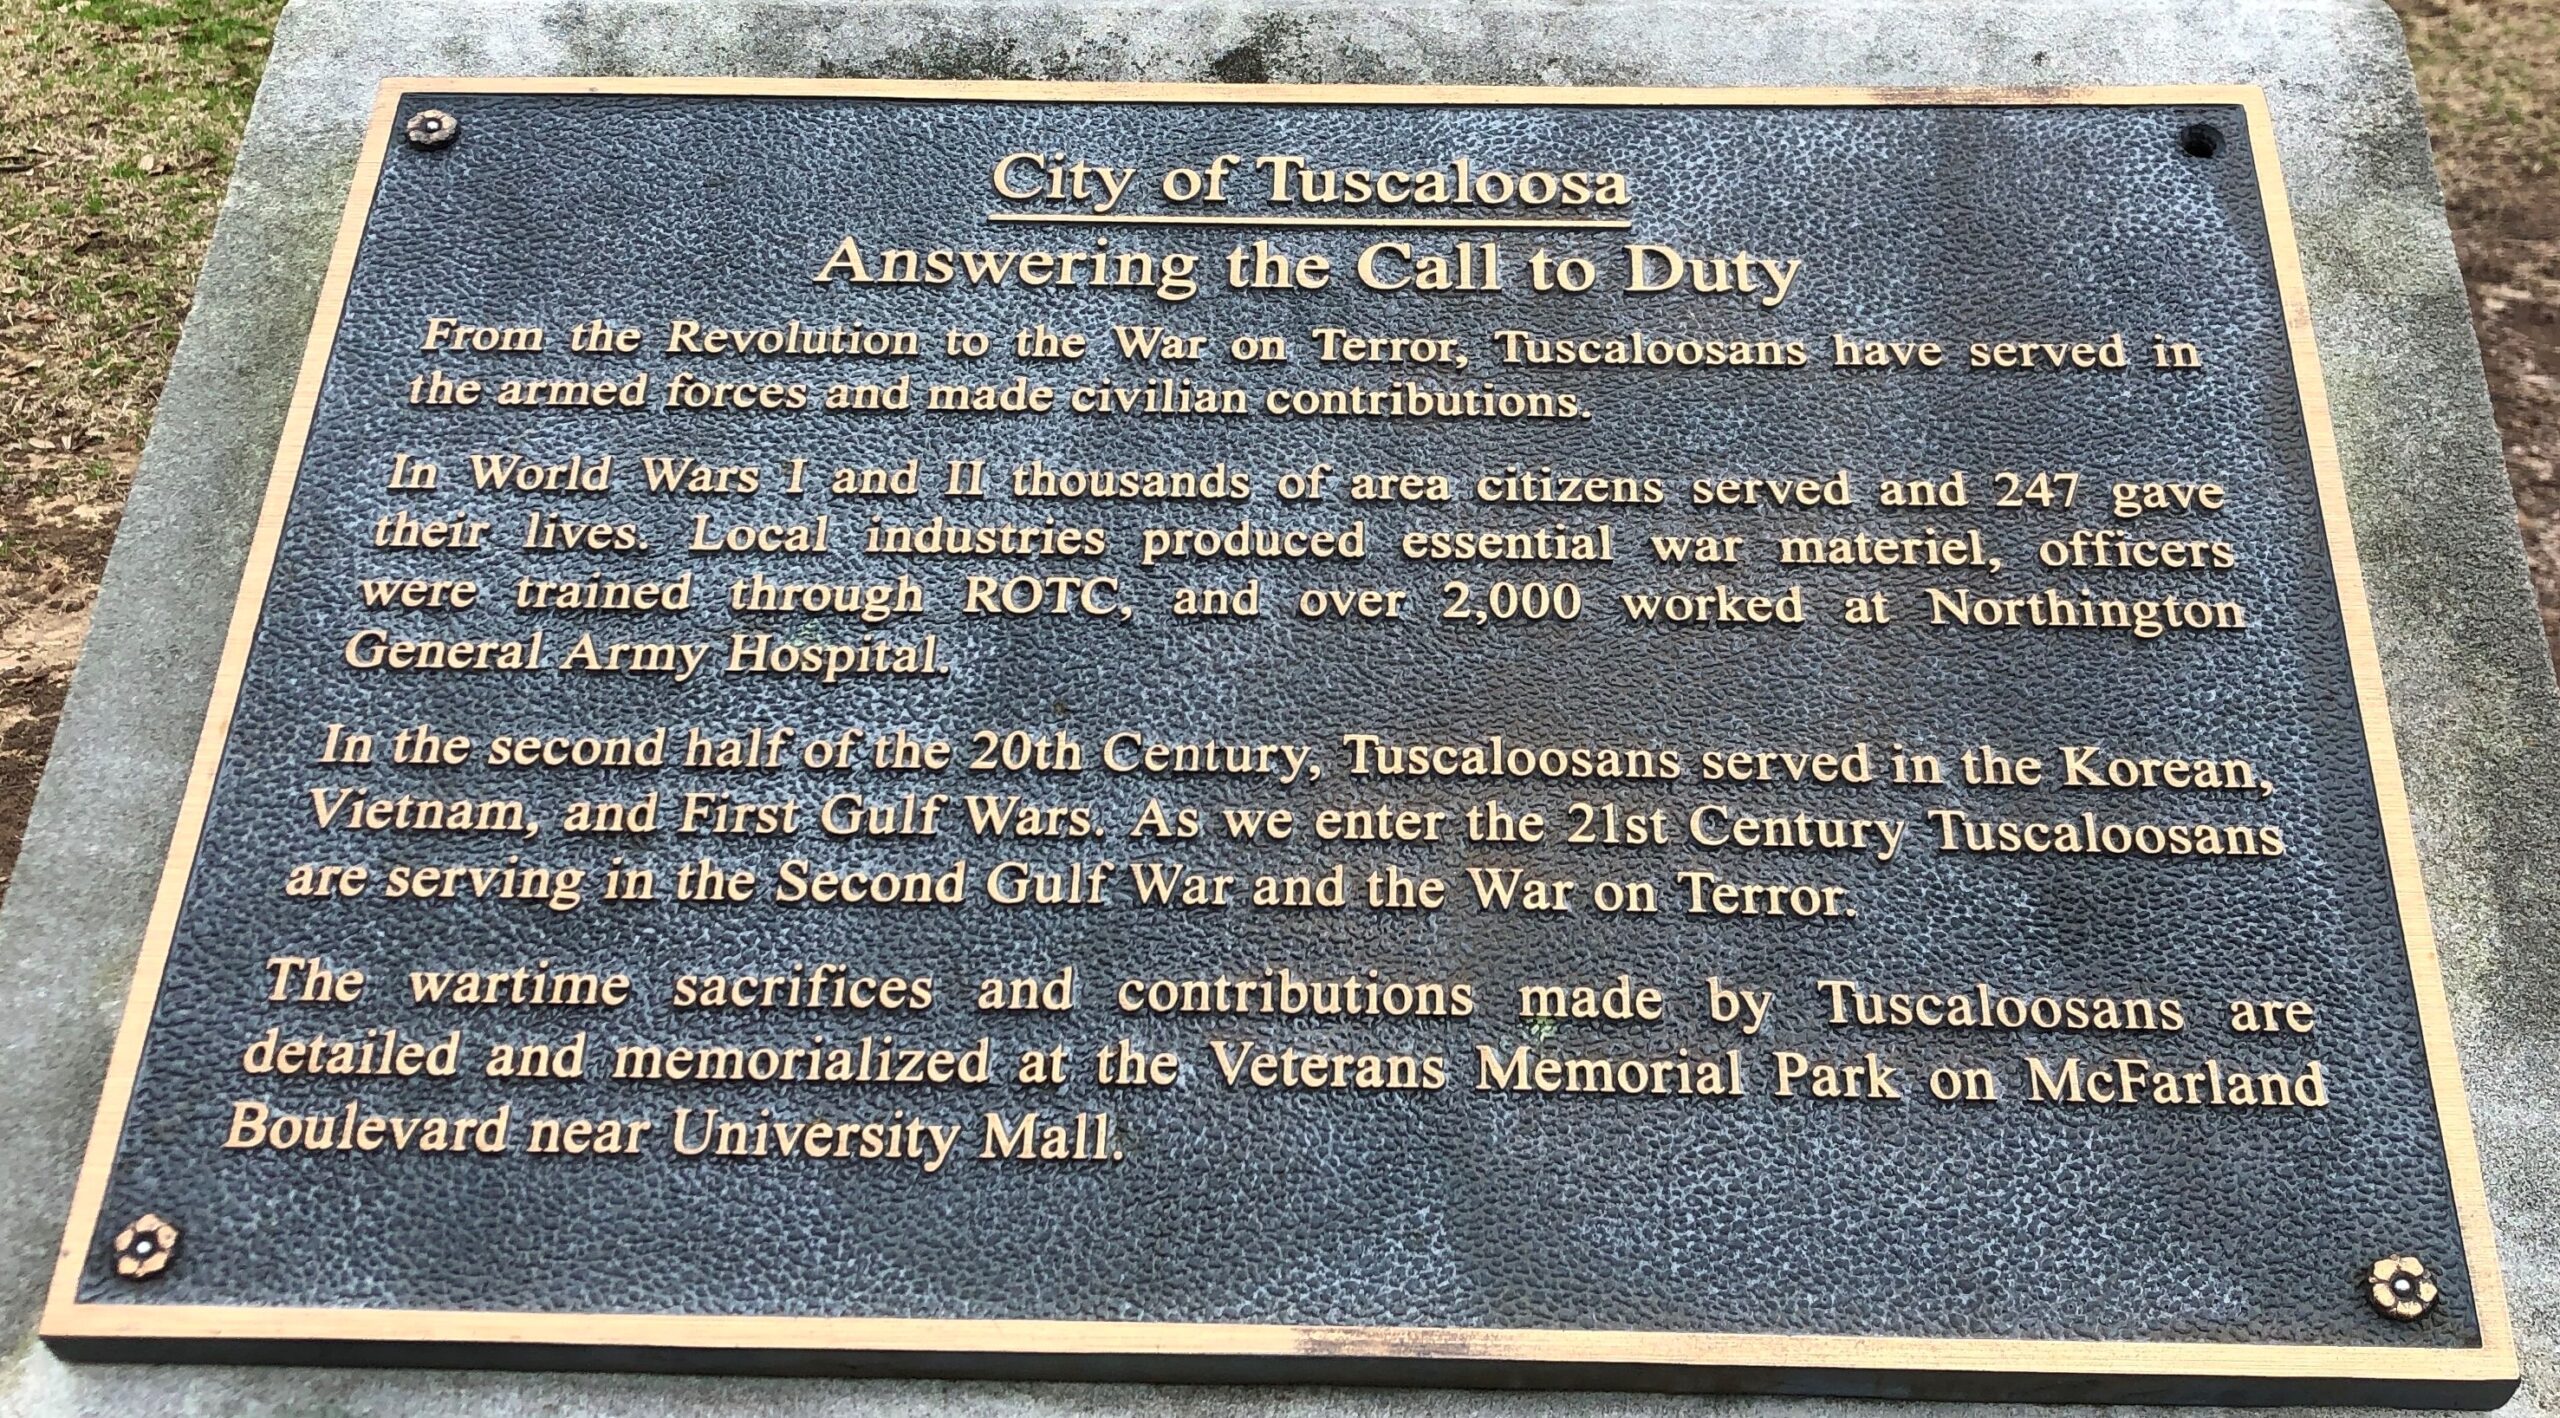 City of Tuscaloosa
Answering the Call to Duty
From the Revolution to the War on Terror, Tuscaloosans have served in
the armed forces and made civilian contributions.
In World Wars I and II thousands of area citizens served and 247 gave
their lives. Local industries produced essential war materiel, officers
were trained through ROTC, and over 2,000 worked at Northington
General Army Hospital.
In the second half of the 20th Century, Tuscaloosans served in the Korean,
Vietnam, and First Gulf Wars. As we enter the 21st Century Tuscaloosans
are serving in the Second Gulf War and the War on Terror.
The wartime sacrifices and contributions made by Tuscaloosans are
detailed and memorialized at the Veterans Memorial Park on McFarland
Boulevard near University Mall.